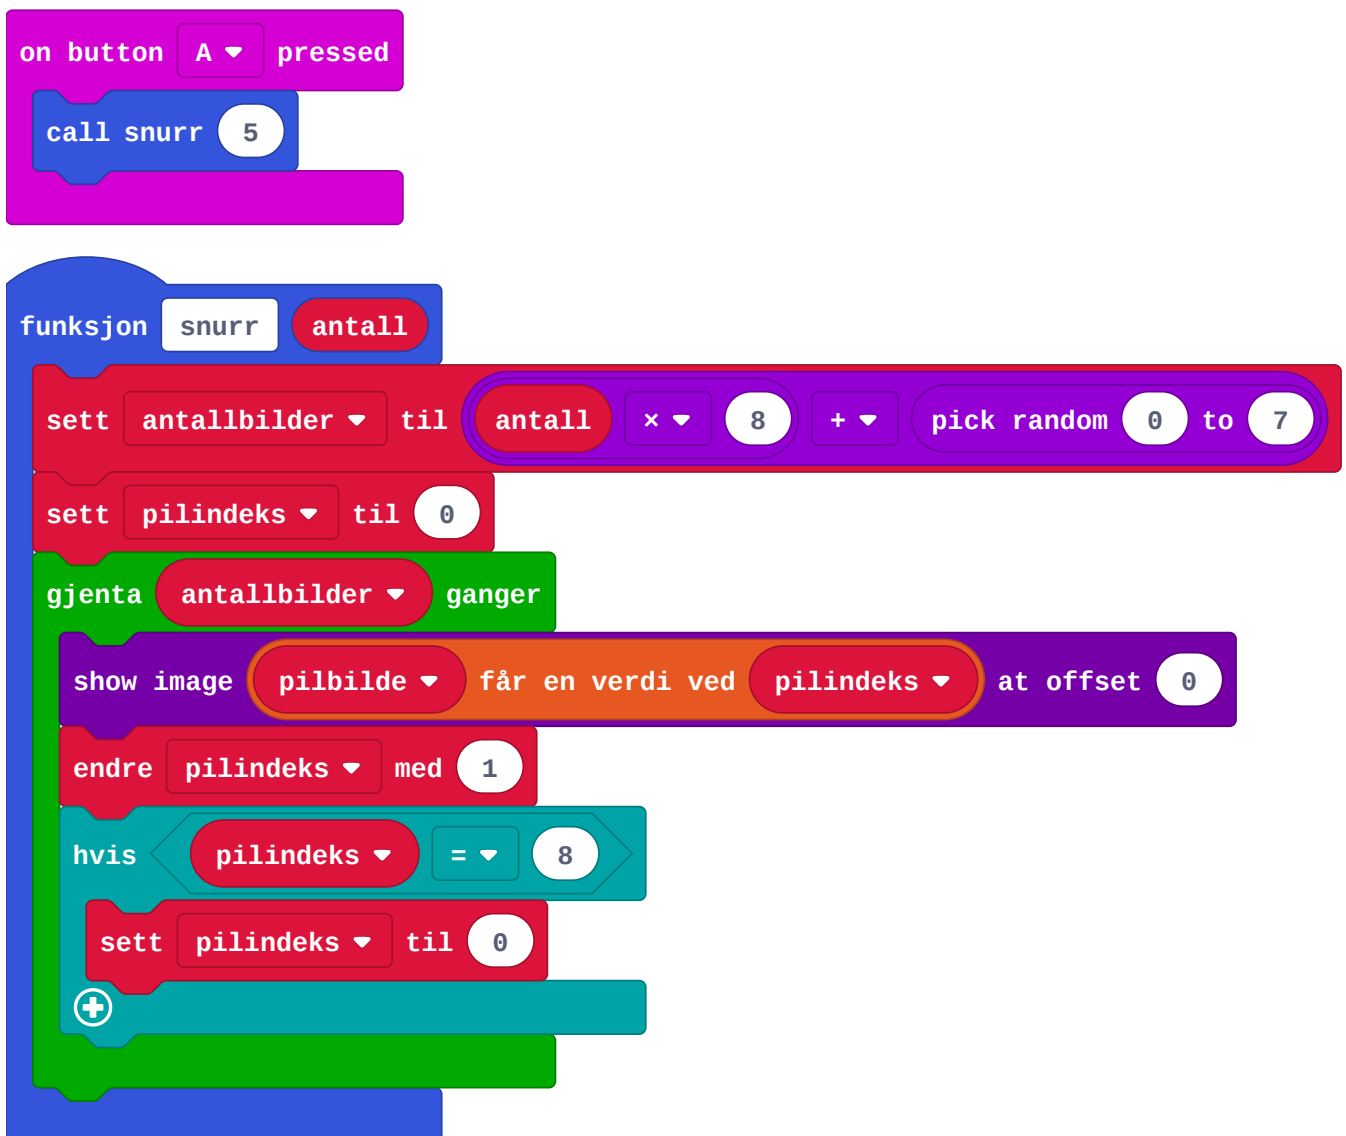 on button A pressed
call snurr 5
funksjon snurr antall
sett antallbilder til antall × 8 + pick random 0 to 7
sett pilindeks til 0
gjenta antallbilder ganger
show image pilbilde får en verdi ved pilindeks at offset 0
endre pilindeks med 1
hvis pilindeks = 8
sett pilindeks til 0